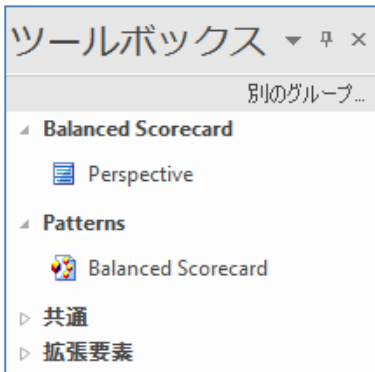 ツールボックス
別のグループ...
Balanced Scorecard
Perspective
Patterns
Balanced Scorecard
共通
拡張要素